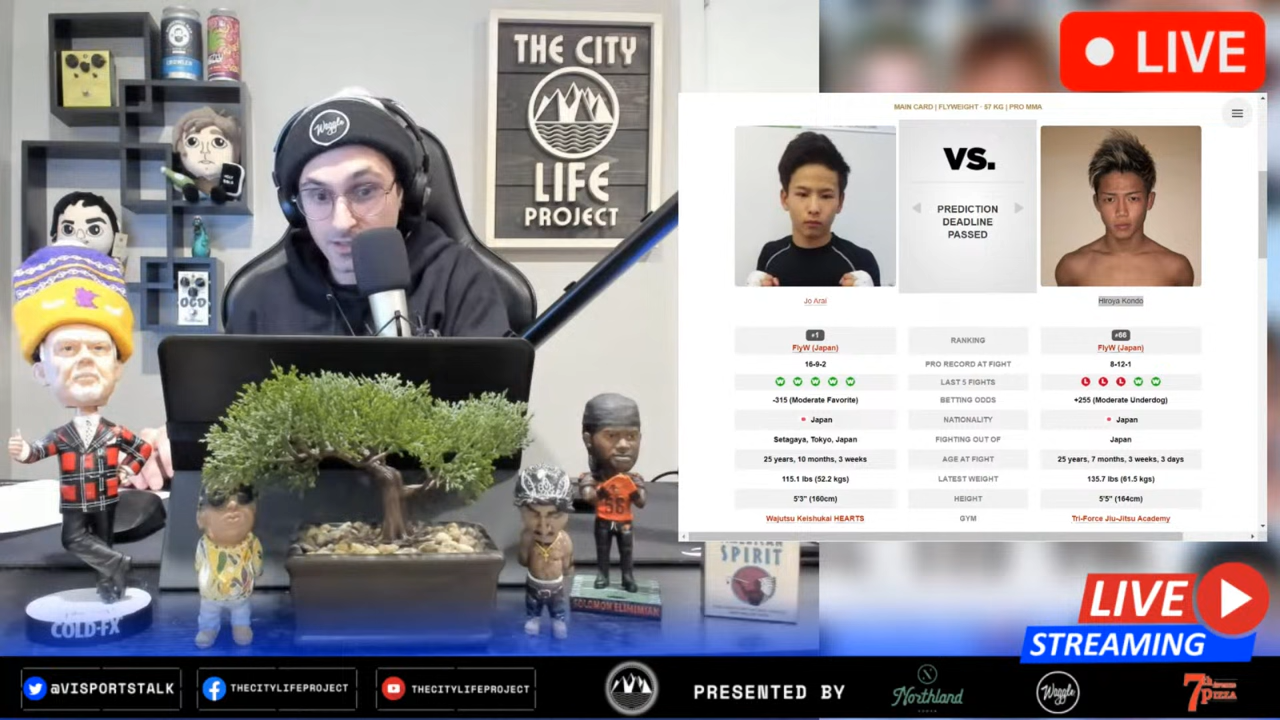 LIVE
THE CITY
LIFE
PROJECT
Waggle
OCD
COLD-FX
SOLOMON ELIMIMIAN
SPIRIT
MAIN CARD | FLYWEIGHT · 57 KG | PRO MMA
VS.
PREDICTION
DEADLINE
PASSED
Jo Arai
Hiroya Kondo
#1 RANKING #66
FlyW (Japan) FlyW (Japan)
16-9-2 PRO RECORD AT FIGHT 8-12-1
W W W W W LAST 5 FIGHTS L L L W W
-315 (Moderate Favorite) BETTING ODDS +255 (Moderate Underdog)
Japan NATIONALITY Japan
Setagaya, Tokyo, Japan FIGHTING OUT OF Japan
25 years, 10 months, 3 weeks AGE AT FIGHT 25 years, 7 months, 3 weeks, 3 days
115.1 lbs (52.2 kgs) LATEST WEIGHT 135.7 lbs (61.5 kgs)
5'3" (160cm) HEIGHT 5'5" (164cm)
Wajutsu Keishukai HEARTS GYM Tri-Force Jiu-Jitsu Academy
LIVE
STREAMING
@VISPORTSTALK
THECITYLIFEPROJECT
THECITYLIFEPROJECT
PRESENTED BY
Northland
Waggle
7th
PIZZA